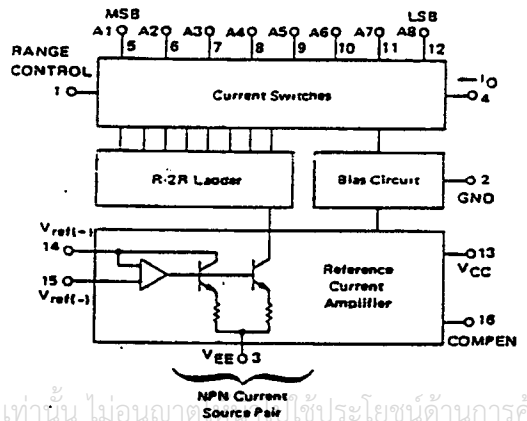 MSB LSB
A1 A2 A3 A4 A5 A6 A7 A8
RANGE
CONTROL
5 6 7 8 9 10 11 12
1
Current Switches
IO
4
R-2R Ladder
Bias Circuit
2
GND
Vref(-)
14
15
Vref(-)
Reference
Current
Amplifier
13
VCC
16
COMPEN
VEE 3
NPN Current
Source Pair
เท่านั้น ไม่อนุญาต ใช้ประโยชน์ด้านการค้